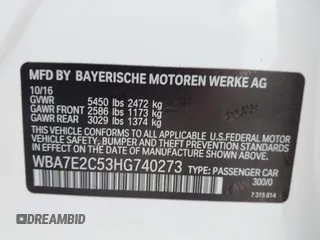 MFD BY BAYERISCHE MOTOREN WERKE AG
10/16
GVWR 5450 lbs 2472 kg
GAWR FRONT 2586 lbs 1173 kg
GAWR REAR 3029 lbs 1374 kg
THIS VEHICLE CONFORMS TO ALL APPLICABLE U.S.FEDERAL MOTOR
VEHICLE SAFETY, BUMPER, AND THEFT PREVENTION STANDARDS
IN EFFECT ON THE DATE OF MANUFACTURE SHOWN ABOVE.
WBA7E2C53HG740273 TYPE: PASSENGER CAR
300/0
7 315 814
DEALERSHIP.CC